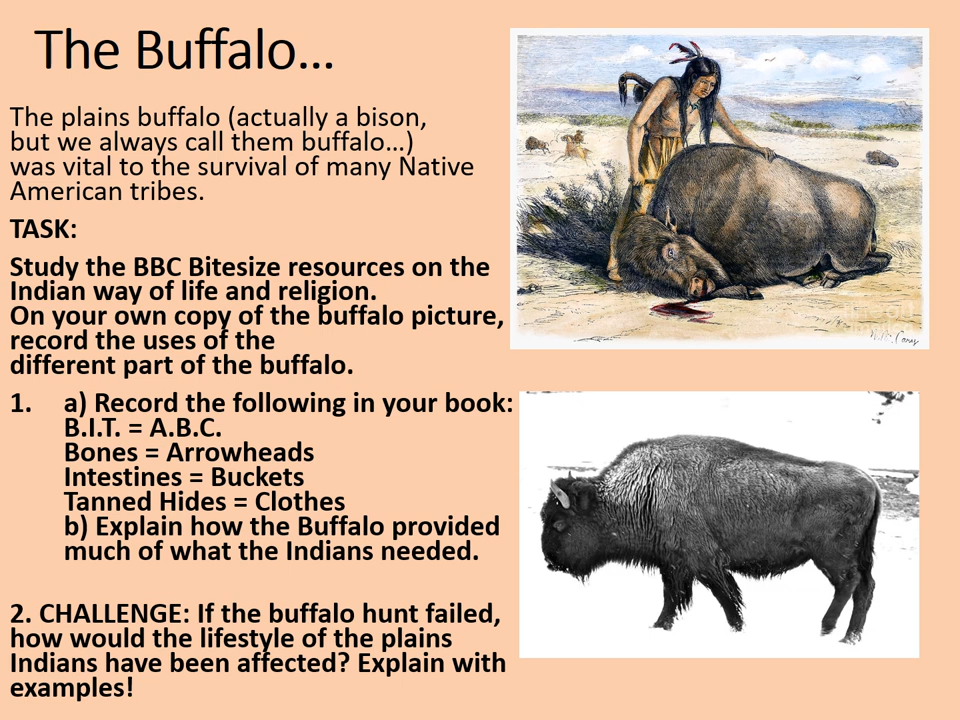 The Buffalo...
The plains buffalo (actually a bison,
but we always call them buffalo...)
was vital to the survival of many Native
American tribes.
TASK:
Study the BBC Bitesize resources on the
Indian way of life and religion.
On your own copy of the buffalo picture,
record the uses of the
different part of the buffalo.
1. a) Record the following in your book:
B.I.T. = A.B.C.
Bones = Arrowheads
Intestines = Buckets
Tanned Hides = Clothes
b) Explain how the Buffalo provided
much of what the Indians needed.
2. CHALLENGE: If the buffalo hunt failed,
how would the lifestyle of the plains
Indians have been affected? Explain with
examples!